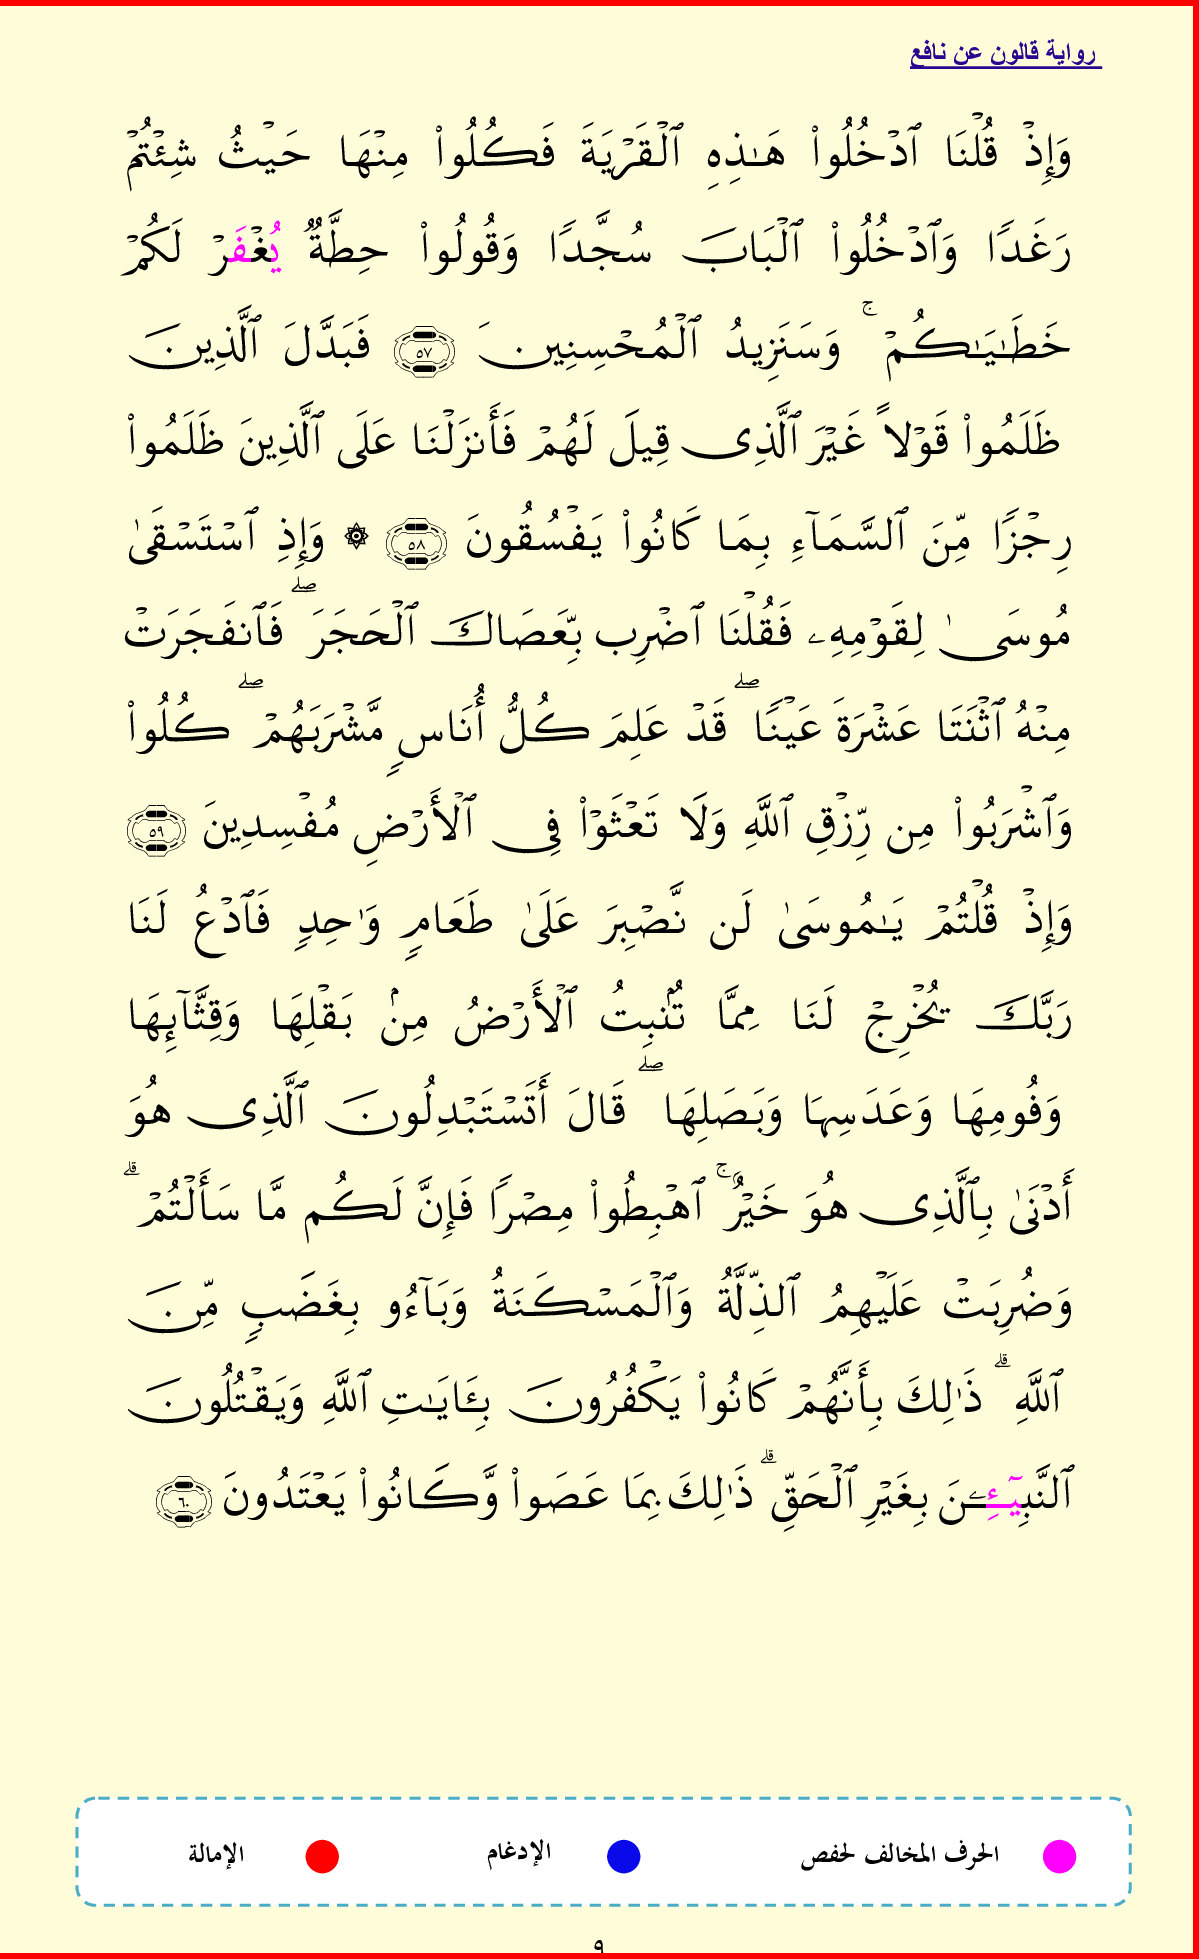 رواية قالون عن نافع
وَإِذْ قُلْنَا ٱدْخُلُوا۟ هَـٰذِهِ ٱلْقَرْيَةَ فَكُلُوا۟ مِنْهَا حَيْثُ شِئْتُمْ
رَغَدًا وَٱدْخُلُوا۟ ٱلْبَابَ سُجَّدًا وَقُولُوا۟ حِطَّةٌ يُغْفَرْ لَكُمْ
خَطَـٰيَـٰكُمْ ۚ وَسَنَزِيدُ ٱلْمُحْسِنِينَ ٥٧ فَبَدَّلَ ٱلَّذِينَ
ظَلَمُوا۟ قَوْلاً غَيْرَ ٱلَّذِى قِيلَ لَهُمْ فَأَنزَلْنَا عَلَى ٱلَّذِينَ ظَلَمُوا۟
رِجْزًا مِّنَ ٱلسَّمَآءِ بِمَا كَانُوا۟ يَفْسُقُونَ ٥٨ ۞ وَإِذِ ٱسْتَسْقَىٰ
مُوسَىٰ لِقَوْمِهِۦ فَقُلْنَا ٱضْرِب بِّعَصَاكَ ٱلْحَجَرَ ۖ فَٱنفَجَرَتْ
مِنْهُ ٱثْنَتَا عَشْرَةَ عَيْنًا ۖ قَدْ عَلِمَ كُلُّ أُنَاسٍ مَّشْرَبَهُمْ ۖ كُلُوا۟
وَٱشْرَبُوا۟ مِن رِّزْقِ ٱللَّهِ وَلَا تَعْثَوْا۟ فِى ٱلْأَرْضِ مُفْسِدِينَ ٥٩
وَإِذْ قُلْتُمْ يَـٰمُوسَىٰ لَن نَّصْبِرَ عَلَىٰ طَعَامٍ وَٰحِدٍ فَٱدْعُ لَنَا
رَبَّكَ يُخْرِجْ لَنَا مِمَّا تُنۢبِتُ ٱلْأَرْضُ مِنۢ بَقْلِهَا وَقِثَّآئِهَا
وَفُومِهَا وَعَدَسِهَا وَبَصَلِهَا ۖ قَالَ أَتَسْتَبْدِلُونَ ٱلَّذِى هُوَ
أَدْنَىٰ بِٱلَّذِى هُوَ خَيْرٌ ۚ ٱهْبِطُوا۟ مِصْرًا فَإِنَّ لَكُم مَّا سَأَلْتُمْ ۗ
وَضُرِبَتْ عَلَيْهِمُ ٱلذِّلَّةُ وَٱلْمَسْكَنَةُ وَبَآءُو بِغَضَبٍ مِّنَ
ٱللَّهِ ۗ ذَٰلِكَ بِأَنَّهُمْ كَانُوا۟ يَكْفُرُونَ بِـَٔايَـٰتِ ٱللَّهِ وَيَقْتُلُونَ
ٱلنَّبِيٓـِٔـۧنَ بِغَيْرِ ٱلْحَقِّ ۗ ذَٰلِكَ بِمَا عَصَوا۟ وَّكَانُوا۟ يَعْتَدُونَ ٦٠
الحرف المخالف لحفص الإدغام الإمالة
٩